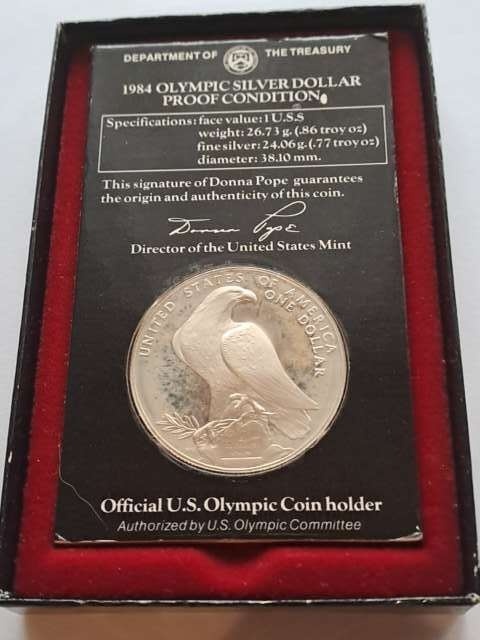 DEPARTMENT OF THE TREASURY
1984 OLYMPIC SILVER DOLLAR
PROOF CONDITION
Specifications: face value: 1 U.S.$
weight: 26.73 g. (.86 troy oz)
fine silver: 24.06 g. (.77 troy oz)
diameter: 38.10 mm.
This signature of Donna Pope guarantees
the origin and authenticity of this coin.
Donna Pope
Director of the United States Mint
UNITED STATES OF AMERICA
ONE DOLLAR
Official U.S. Olympic Coin holder
Authorized by U.S. Olympic Committee